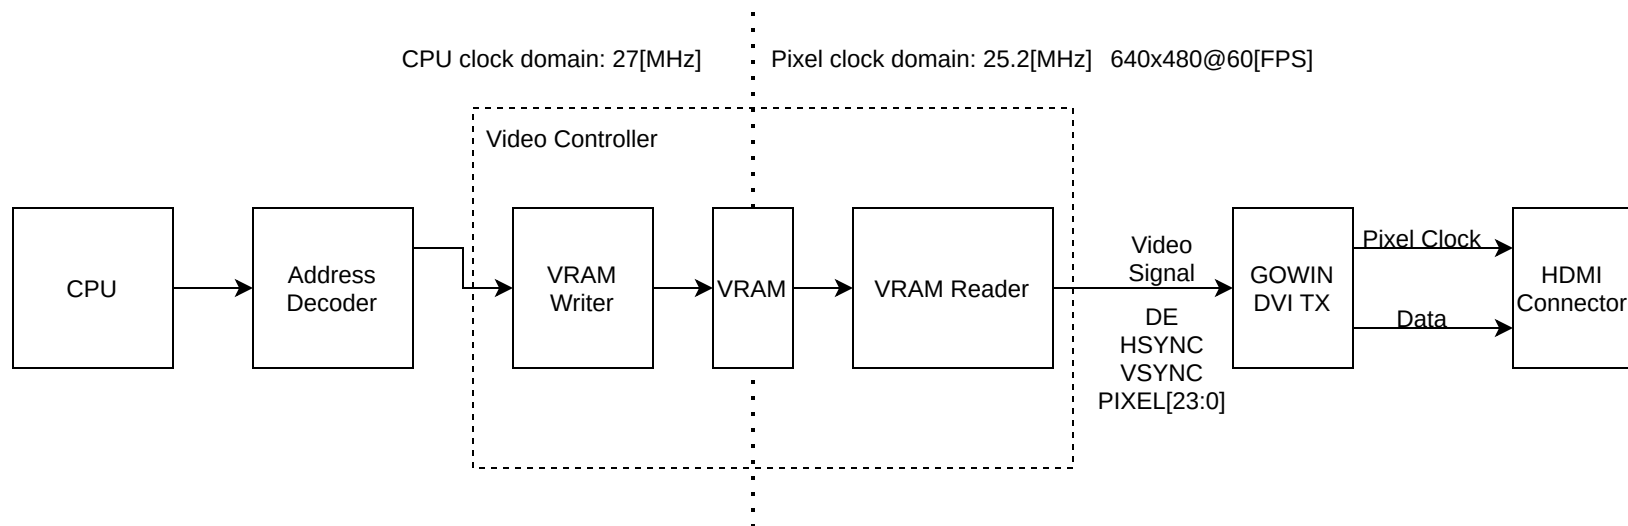 CPU clock domain: 27[MHz]
Pixel clock domain: 25.2[MHz]
640x480@60[FPS]
Video Controller
CPU
Address
Decoder
VRAM
Writer
VRAM
VRAM Reader
Video
Signal
DE
HSYNC
VSYNC
PIXEL[23:0]
GOWIN
DVI TX
Pixel Clock
Data
HDMI
Connector